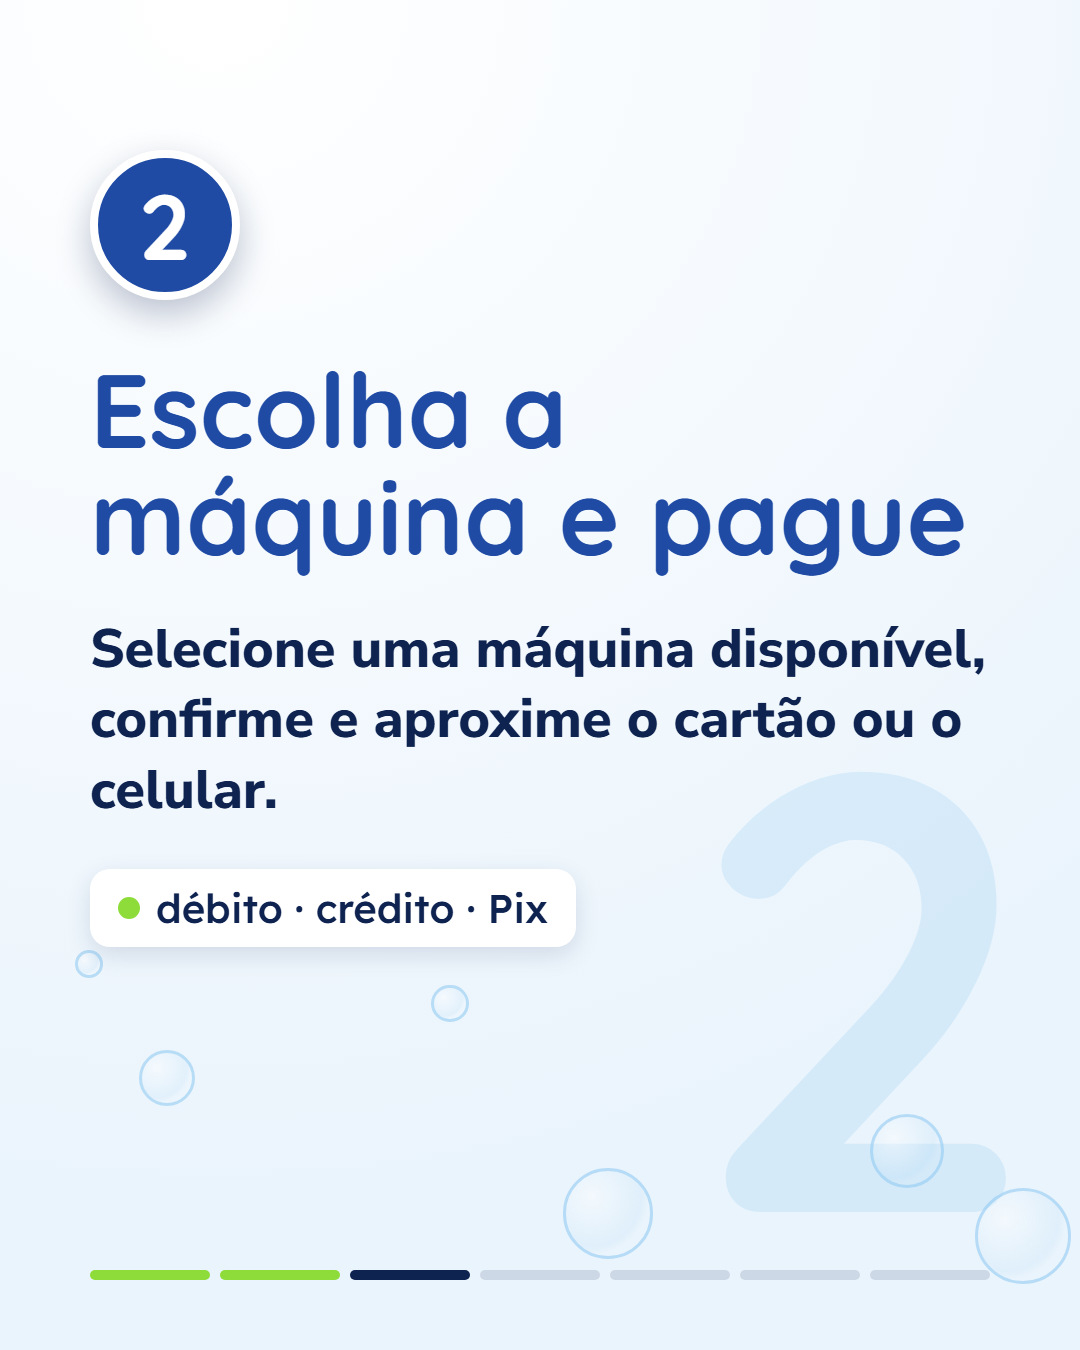 2
Escolha a
máquina e pague
Selecione uma máquina disponível,
confirme e aproxime o cartão ou o
celular.
débito · crédito · Pix
2